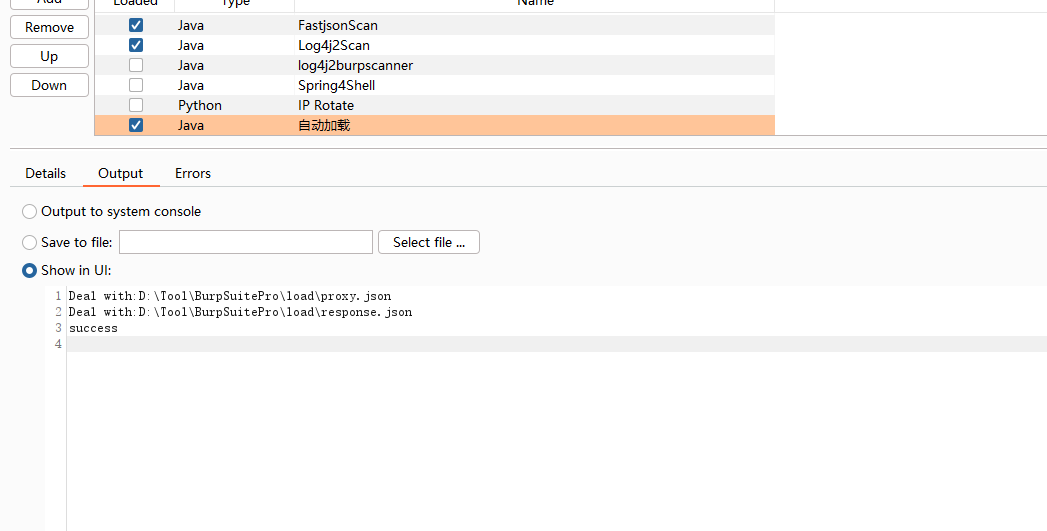 Add
Loaded Type Name
Remove
Up
Down
Java FastjsonScan
Java Log4j2Scan
Java log4j2burpscanner
Java Spring4Shell
Python IP Rotate
Java 自动加载
Details Output Errors
Output to system console
Save to file: Select file ...
Show in UI:
1 Deal with:D:\Tool\BurpSuitePro\load\proxy.json
2 Deal with:D:\Tool\BurpSuitePro\load\response.json
3 success
4